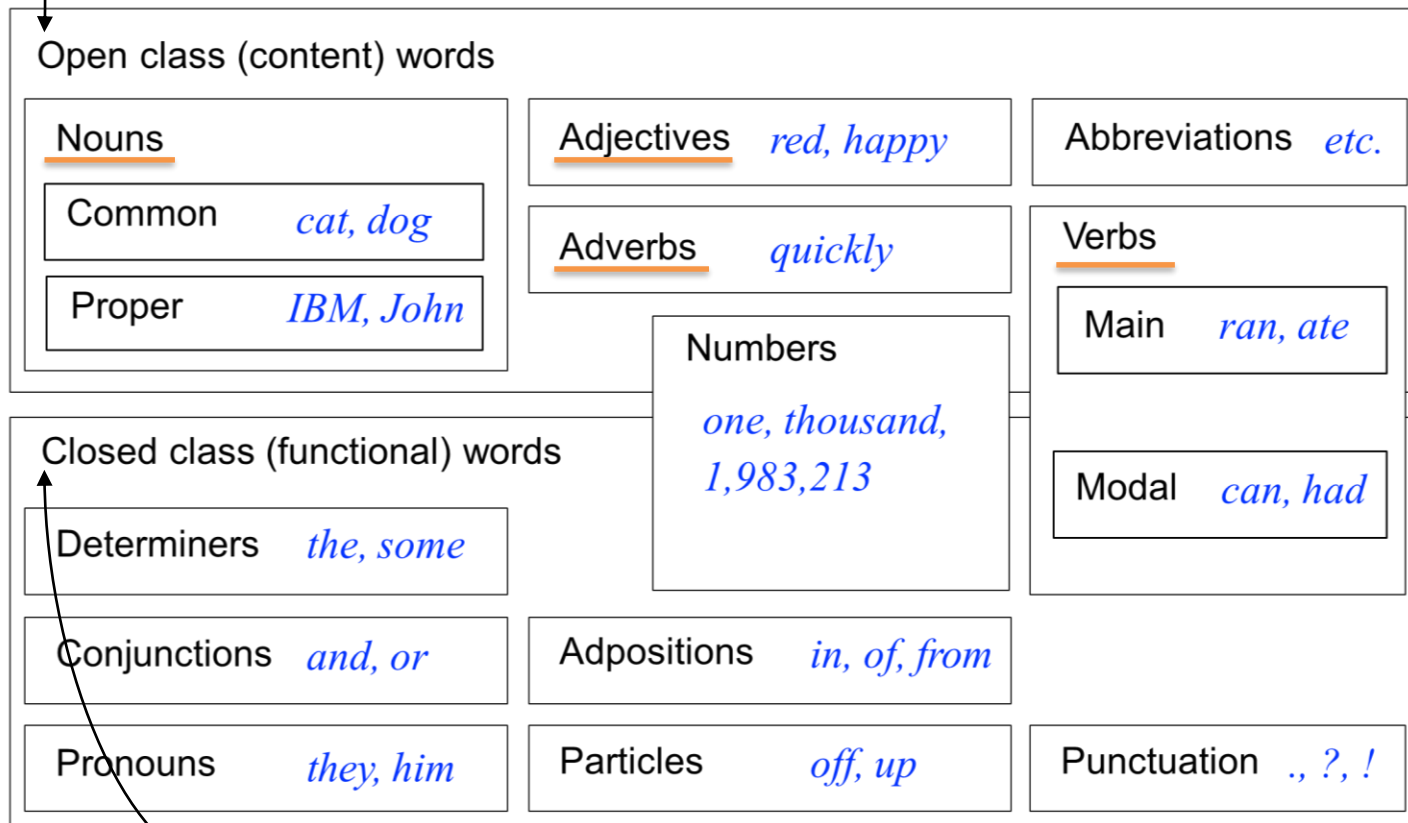 Open class (content) words
Nouns
Common cat, dog
Proper IBM, John
Adjectives red, happy
Adverbs quickly
Abbreviations etc.
Verbs
Main ran, ate
Modal can, had
Numbers
one, thousand,
1,983,213
Closed class (functional) words
Determiners the, some
Conjunctions and, or
Adpositions in, of, from
Pronouns they, him
Particles off, up
Punctuation ., ?, !